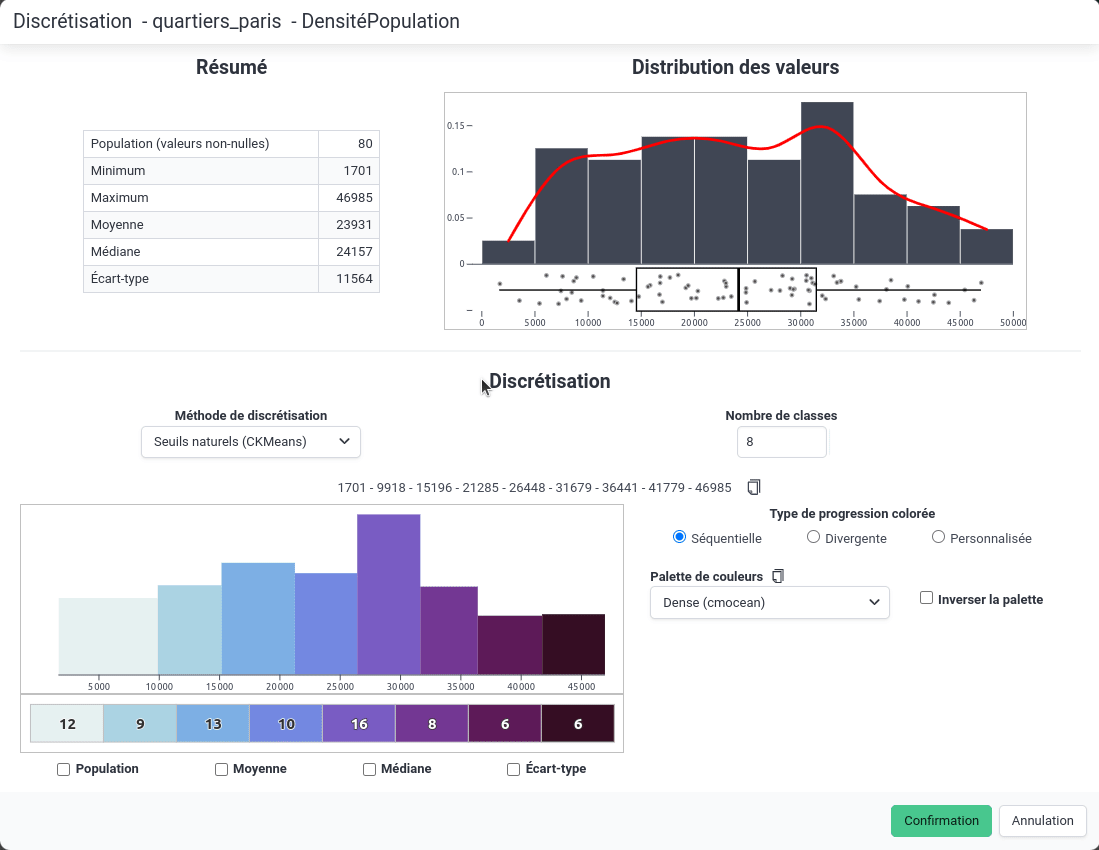 Discrétisation - quartiers_paris - DensitéPopulation
Résumé
Population (valeurs non-nulles) 80
Minimum 1701
Maximum 46985
Moyenne 23931
Médiane 24157
Écart-type 11564
Distribution des valeurs
0.15
0.1
0.05
0
0 5000 10000 15000 20000 25000 30000 35000 40000 45000 50000
Discrétisation
Méthode de discrétisation
Seuils naturels (CKMeans)
Nombre de classes
8
1701 - 9918 - 15196 - 21285 - 26448 - 31679 - 36441 - 41779 - 46985
5000 10000 15000 20000 25000 30000 35000 40000 45000
12 9 13 10 16 8 6 6
Population Moyenne Médiane Écart-type
Type de progression colorée
Séquentielle Divergente Personnalisée
Palette de couleurs
Dense (cmocean)
Inverser la palette
Confirmation Annulation